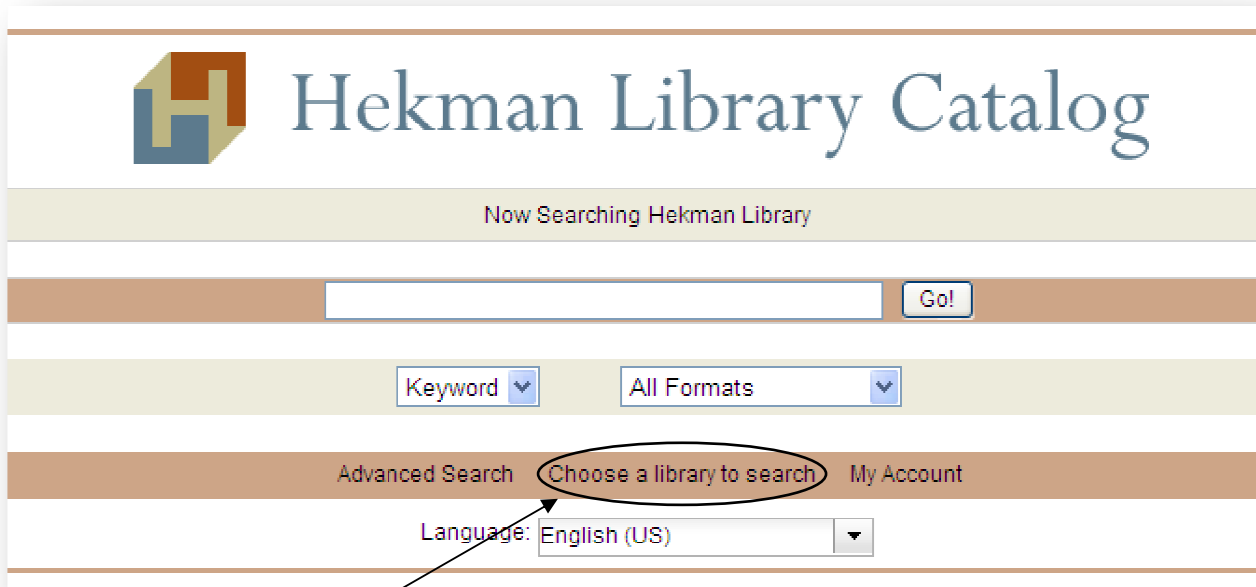 Hekman Library Catalog
Now Searching Hekman Library
Go!
Keyword All Formats
Advanced Search Choose a library to search My Account
Language: English (US)